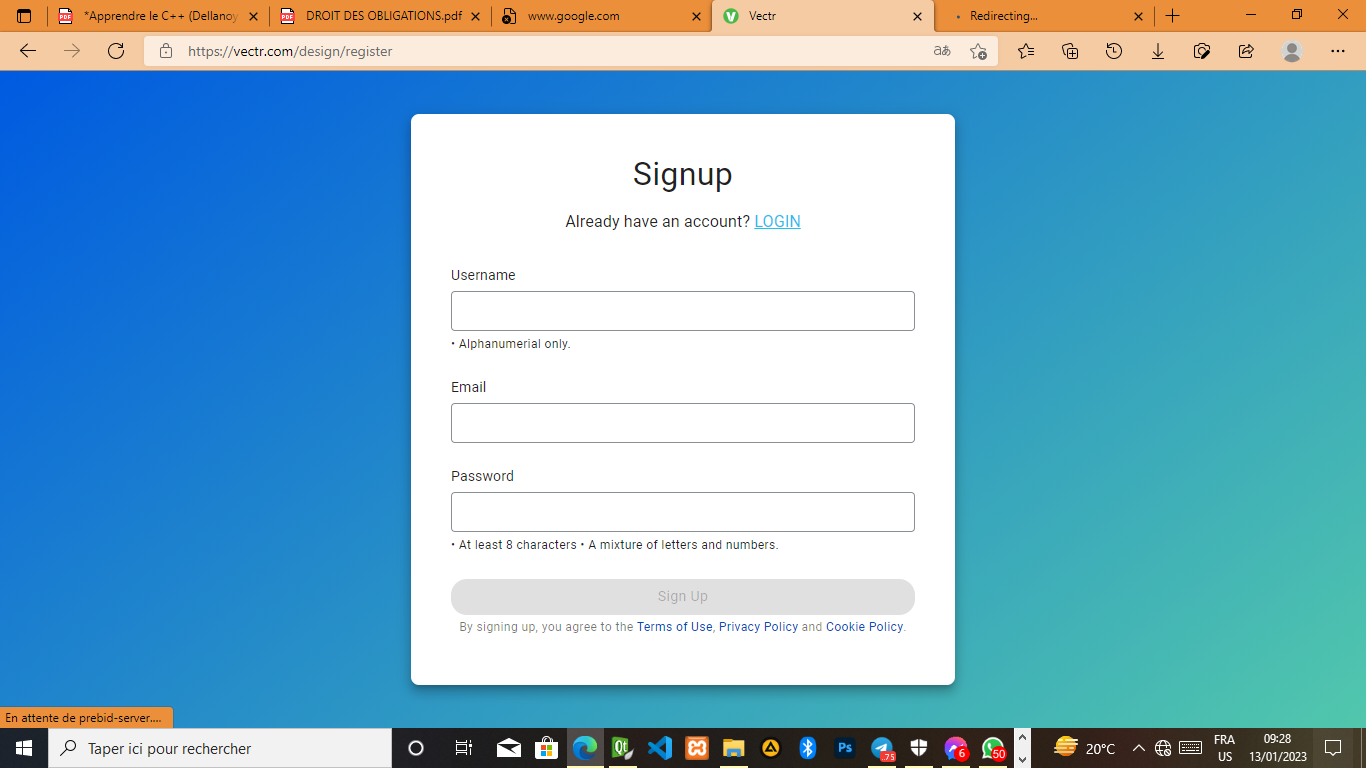 *Apprendre le C++ (Dellanoy
DROIT DES OBLIGATIONS.pdf
www.google.com
Vectr
Redirecting...
https://vectr.com/design/register
Signup
Already have an account? LOGIN
Username
• Alphanumerial only.
Email
Password
• At least 8 characters • A mixture of letters and numbers.
Sign Up
By signing up, you agree to the Terms of Use, Privacy Policy and Cookie Policy.
En attente de prebid-server....
Taper ici pour rechercher
Qt
Ps
.75
6
50
20°C
FRA
US
09:28
13/01/2023